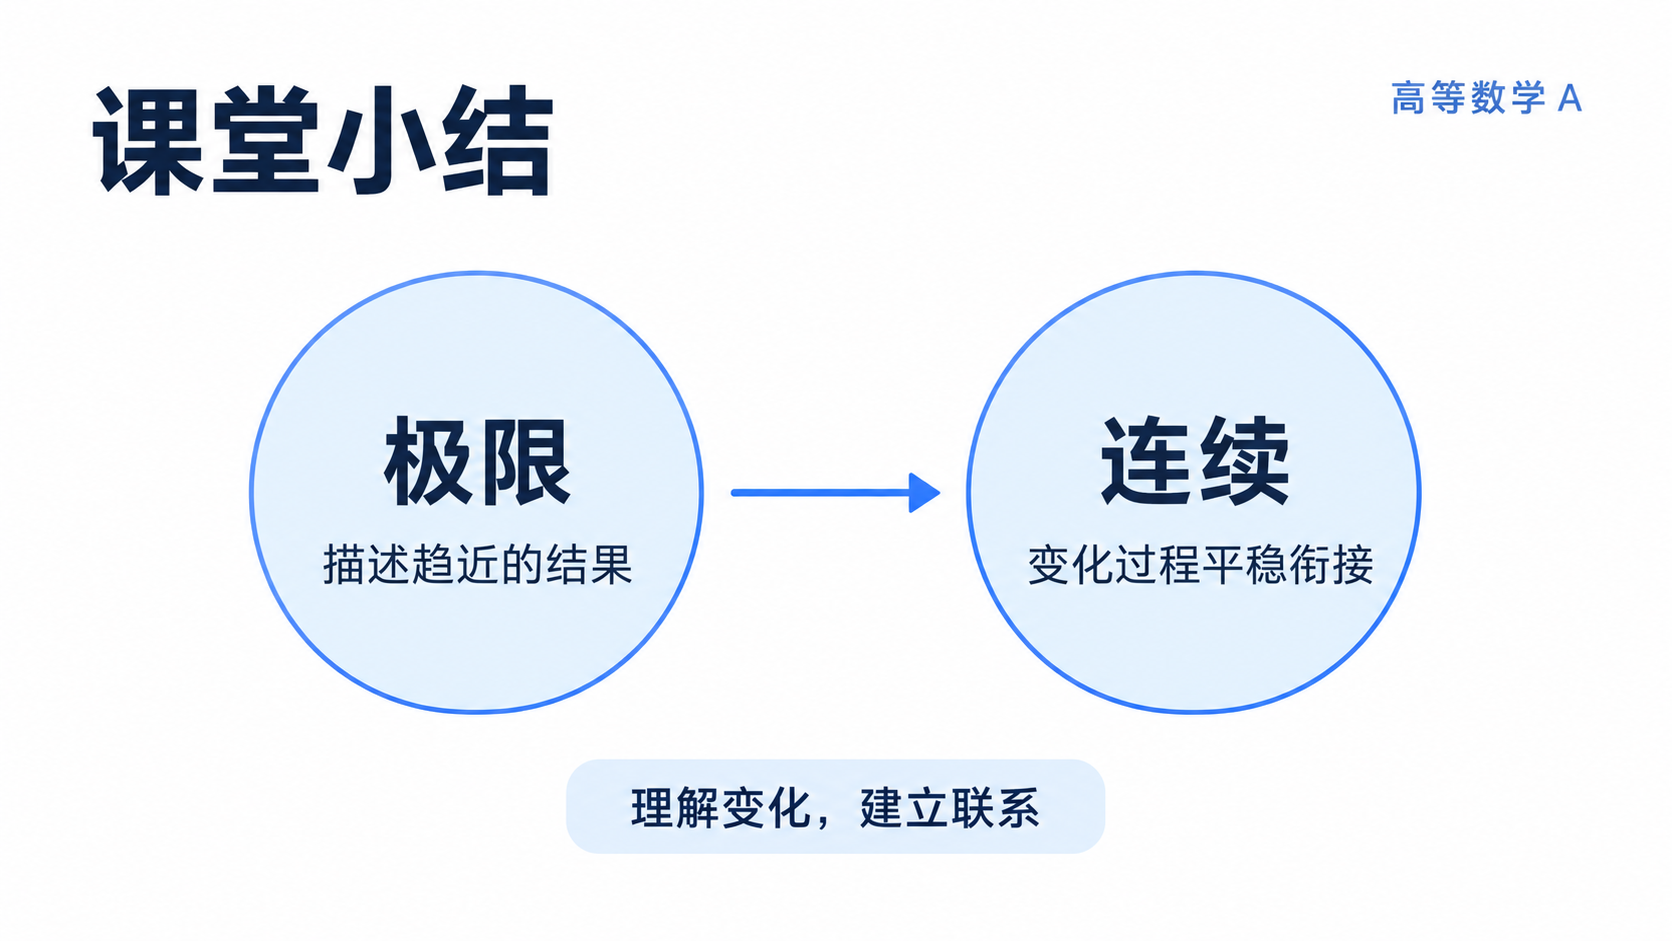 课堂小结
高等数学 A
极限
描述趋近的结果
连续
变化过程平稳衔接
理解变化，建立联系